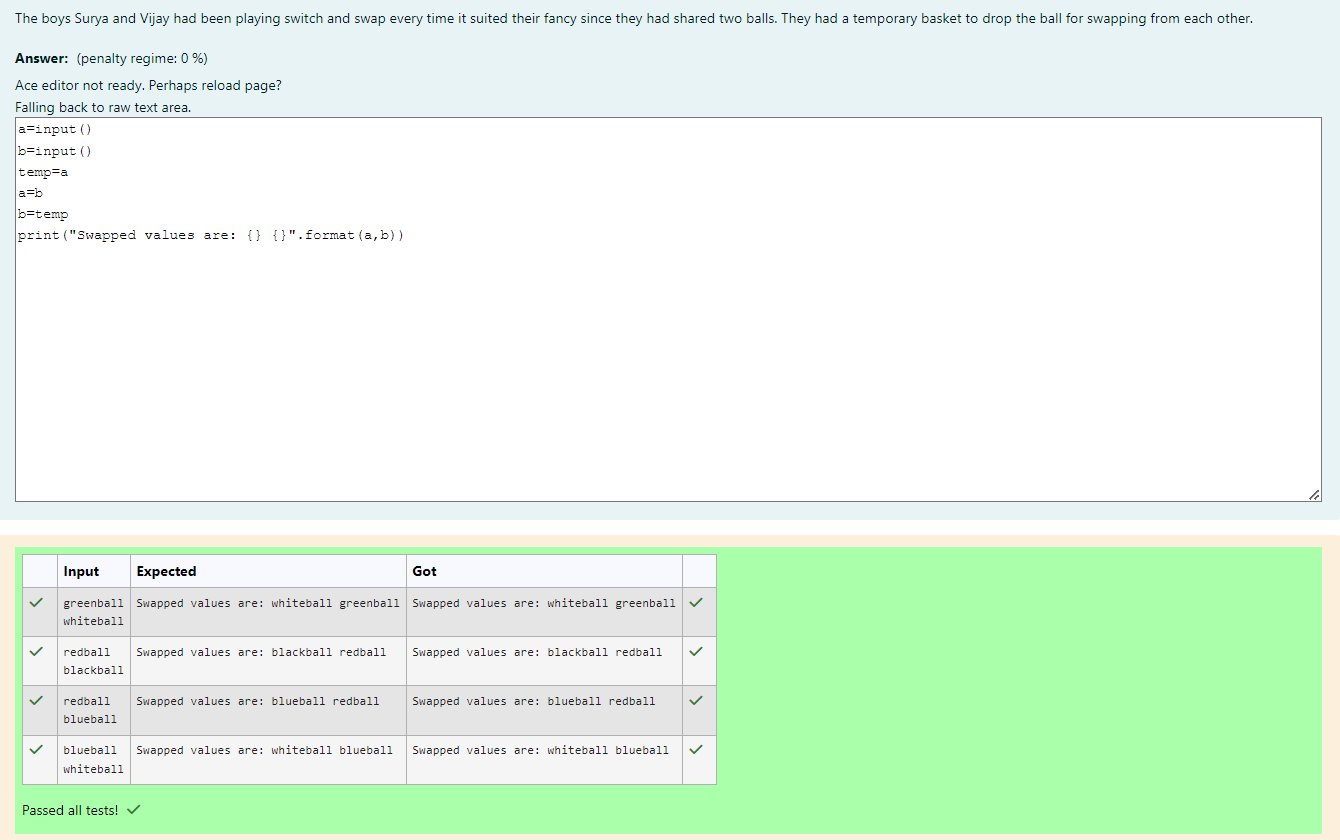 The boys Surya and Vijay had been playing switch and swap every time it suited their fancy since they had shared two balls. They had a temporary basket to drop the ball for swapping from each other.
Answer: (penalty regime: 0 %)
Ace editor not ready. Perhaps reload page?
Falling back to raw text area.
a=input()
b=input()
temp=a
a=b
b=temp
print("Swapped values are: {} {}".format(a,b))
Input Expected Got
greenball Swapped values are: whiteball greenball Swapped values are: whiteball greenball
whiteball
redball Swapped values are: blackball redball Swapped values are: blackball redball
blackball
redball Swapped values are: blueball redball Swapped values are: blueball redball
blueball
blueball Swapped values are: whiteball blueball Swapped values are: whiteball blueball
whiteball
Passed all tests!